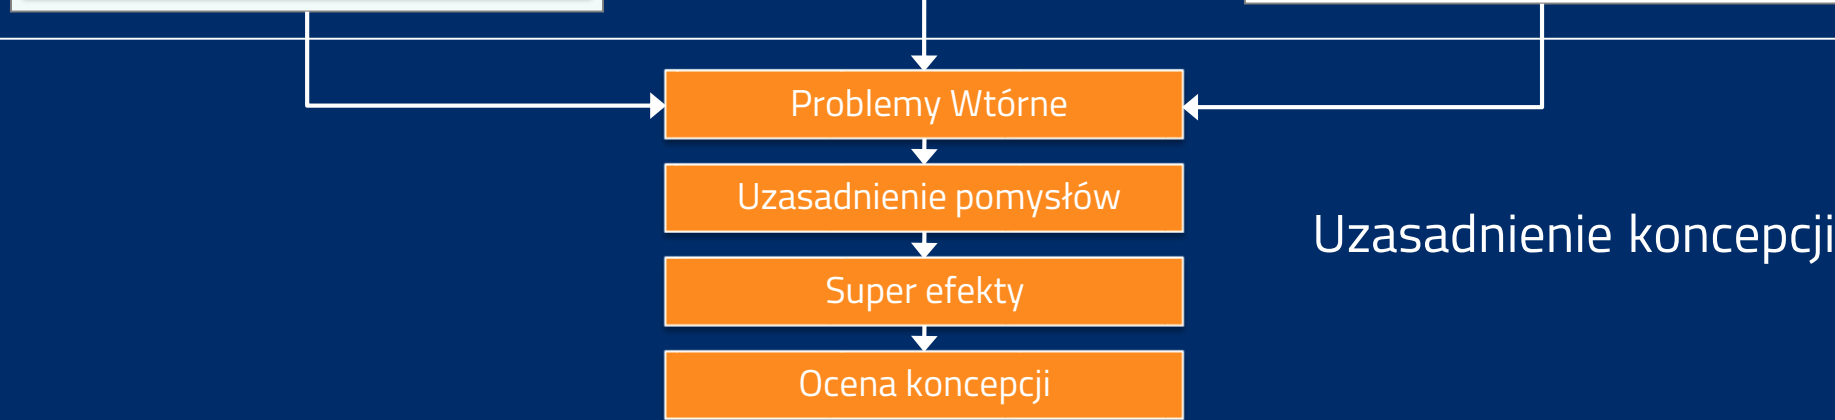 Problemy Wtórne
Uzasadnienie pomysłów
Uzasadnienie koncepcji
Super efekty
Ocena koncepcji